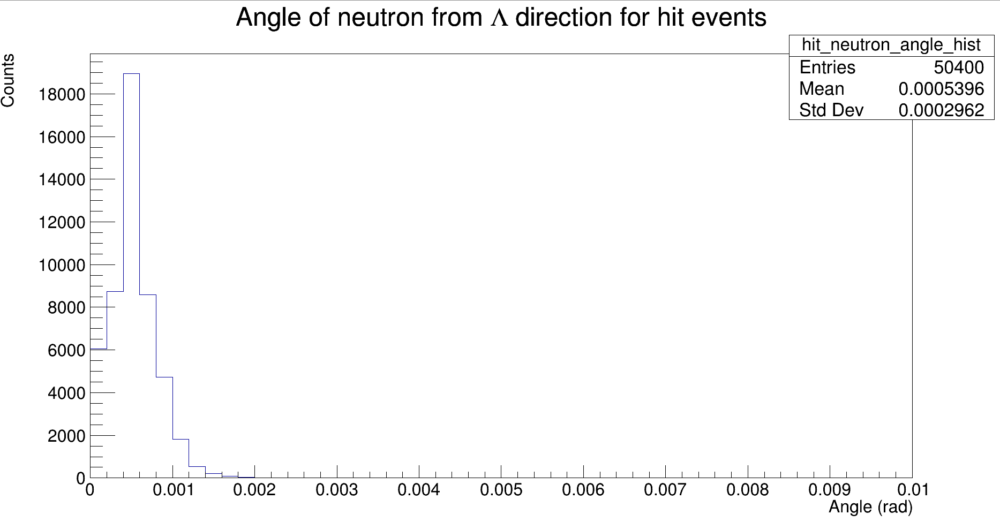 Angle of neutron from Λ direction for hit events
hit_neutron_angle_hist
Entries 50400
Mean 0.0005396
Std Dev 0.0002962
Counts
18000
16000
14000
12000
10000
8000
6000
4000
2000
0
0 0.001 0.002 0.003 0.004 0.005 0.006 0.007 0.008 0.009 0.01
Angle (rad)